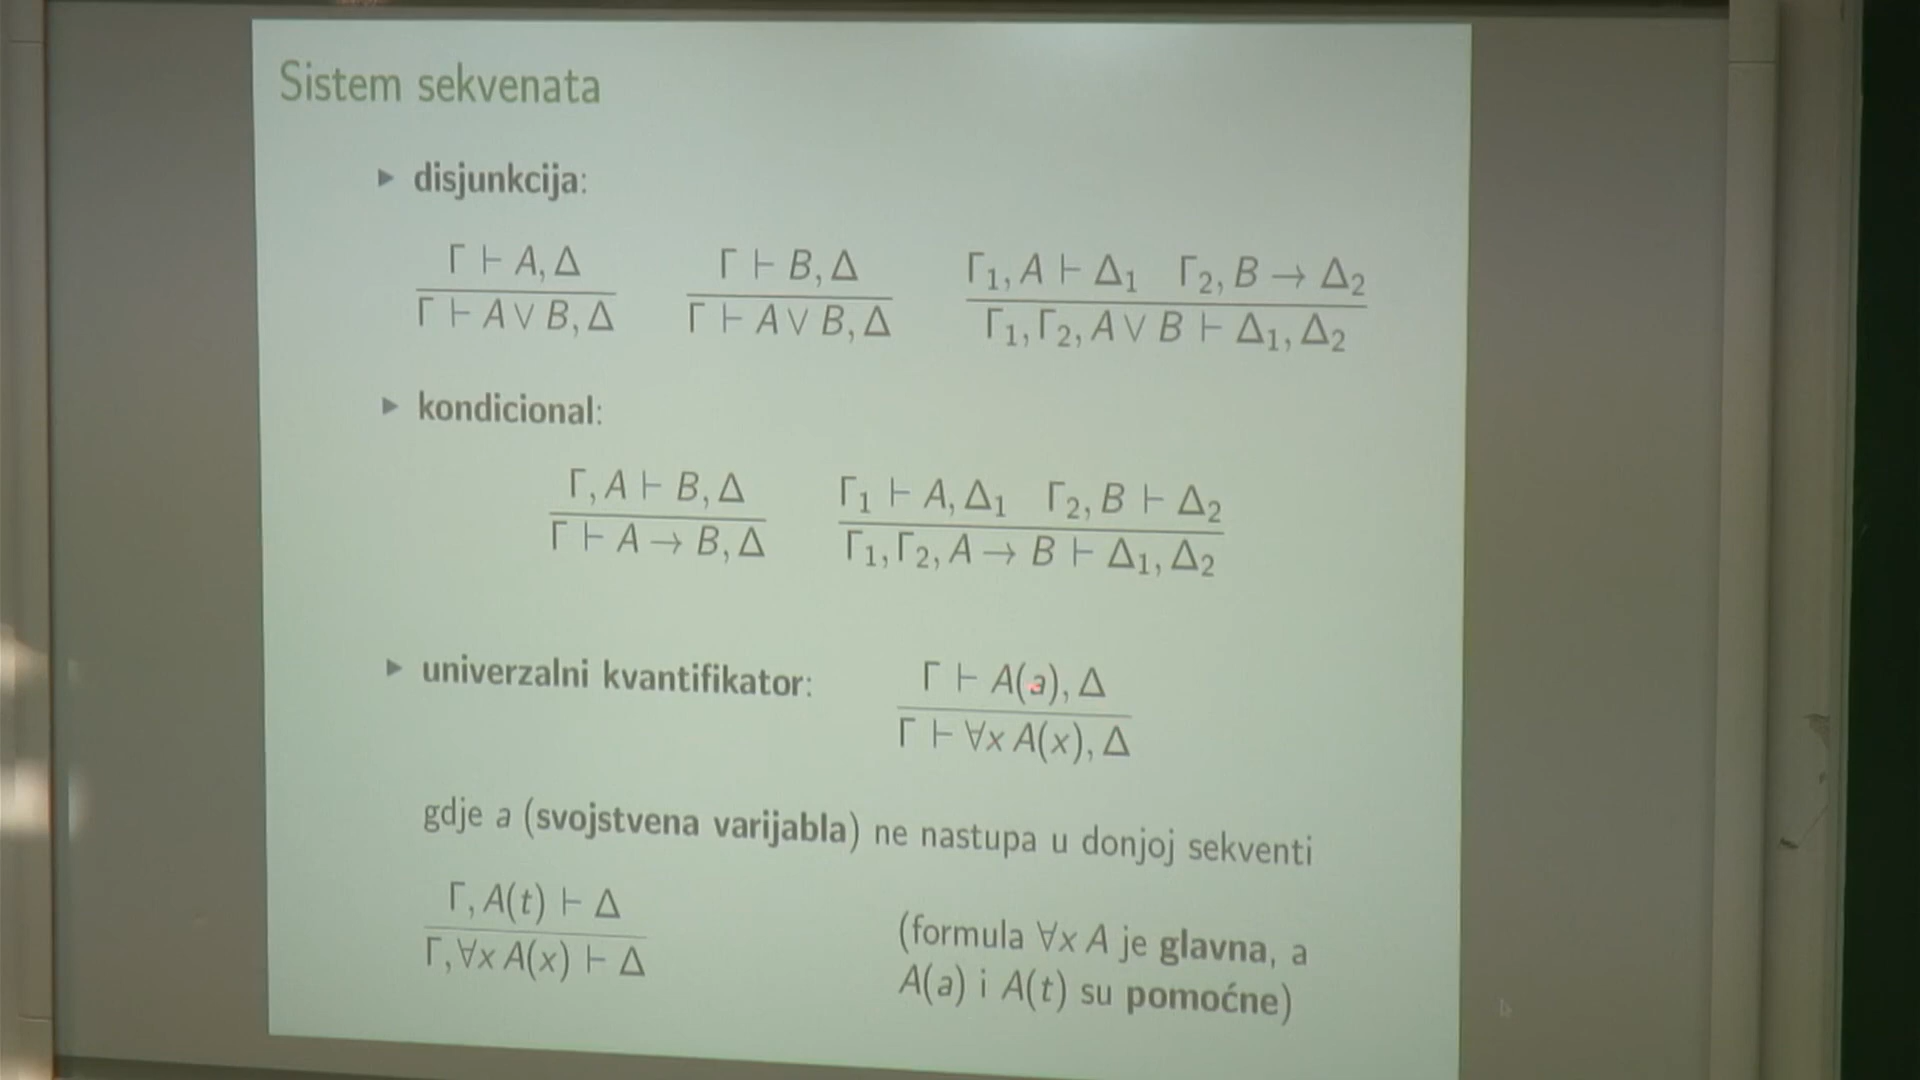 Sistem sekvenata
▶ disjunkcija:
Γ ⊢ A, Δ    Γ ⊢ B, Δ    Γ₁, A ⊢ Δ₁   Γ₂, B → Δ₂
Γ ⊢ A ∨ B, Δ    Γ ⊢ A ∨ B, Δ    Γ₁, Γ₂, A ∨ B ⊢ Δ₁, Δ₂
▶ kondicional:
Γ, A ⊢ B, Δ    Γ₁ ⊢ A, Δ₁   Γ₂, B ⊢ Δ₂
Γ ⊢ A → B, Δ    Γ₁, Γ₂, A → B ⊢ Δ₁, Δ₂
▶ univerzalni kvantifikator:    Γ ⊢ A(a), Δ
Γ ⊢ ∀x A(x), Δ
gdje a (svojstvena varijabla) ne nastupa u donjoj sekventi
Γ, A(t) ⊢ Δ
Γ, ∀x A(x) ⊢ Δ
(formula ∀x A je glavna, a
A(a) i A(t) su pomoćne)